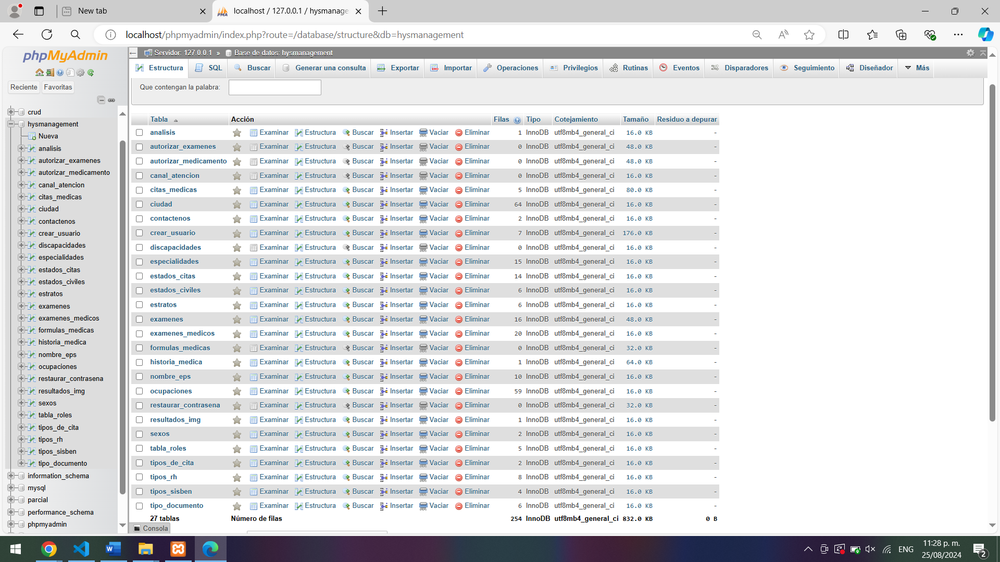 New tab
localhost / 127.0.0.1 / hysmanage
localhost/phpmyadmin/index.php?route=/database/structure&db=hysmanagement
phpMyAdmin
Reciente Favoritas
crud
hysmanagement
Nueva
analisis
autorizar_examenes
autorizar_medicamento
canal_atencion
citas_medicas
ciudad
contactenos
crear_usuario
discapacidades
especialidades
estados_citas
estados_civiles
estratos
examenes
examenes_medicos
formulas_medicas
historia_medica
nombre_eps
ocupaciones
restaurar_contrasena
resultados_img
sexos
tabla_roles
tipos_de_cita
tipos_rh
tipos_sisben
tipo_documento
information_schema
mysql
parcial
performance_schema
phpmyadmin
Servidor: 127.0.0.1 » Base de datos: hysmanagement
Estructura SQL Buscar Generar una consulta Exportar Importar Operaciones Privilegios Rutinas Eventos Disparadores Seguimiento Diseñador Más
Que contengan la palabra:
Tabla Acción Filas Tipo Cotejamiento Tamaño Residuo a depurar
analisis Examinar Estructura Buscar Insertar Vaciar Eliminar 1 InnoDB utf8mb4_general_ci 16.0 KB -
autorizar_examenes Examinar Estructura Buscar Insertar Vaciar Eliminar 0 InnoDB utf8mb4_general_ci 48.0 KB -
autorizar_medicamento Examinar Estructura Buscar Insertar Vaciar Eliminar 0 InnoDB utf8mb4_general_ci 48.0 KB -
canal_atencion Examinar Estructura Buscar Insertar Vaciar Eliminar 0 InnoDB utf8mb4_general_ci 16.0 KB -
citas_medicas Examinar Estructura Buscar Insertar Vaciar Eliminar 5 InnoDB utf8mb4_general_ci 80.0 KB -
ciudad Examinar Estructura Buscar Insertar Vaciar Eliminar 64 InnoDB utf8mb4_general_ci 16.0 KB -
contactenos Examinar Estructura Buscar Insertar Vaciar Eliminar 2 InnoDB utf8mb4_general_ci 16.0 KB -
crear_usuario Examinar Estructura Buscar Insertar Vaciar Eliminar 7 InnoDB utf8mb4_general_ci 176.0 KB -
discapacidades Examinar Estructura Buscar Insertar Vaciar Eliminar 0 InnoDB utf8mb4_general_ci 16.0 KB -
especialidades Examinar Estructura Buscar Insertar Vaciar Eliminar 15 InnoDB utf8mb4_general_ci 16.0 KB -
estados_citas Examinar Estructura Buscar Insertar Vaciar Eliminar 14 InnoDB utf8mb4_general_ci 16.0 KB -
estados_civiles Examinar Estructura Buscar Insertar Vaciar Eliminar 6 InnoDB utf8mb4_general_ci 16.0 KB -
estratos Examinar Estructura Buscar Insertar Vaciar Eliminar 6 InnoDB utf8mb4_general_ci 16.0 KB -
examenes Examinar Estructura Buscar Insertar Vaciar Eliminar 16 InnoDB utf8mb4_general_ci 48.0 KB -
examenes_medicos Examinar Estructura Buscar Insertar Vaciar Eliminar 20 InnoDB utf8mb4_general_ci 16.0 KB -
formulas_medicas Examinar Estructura Buscar Insertar Vaciar Eliminar 0 InnoDB utf8mb4_general_ci 32.0 KB -
historia_medica Examinar Estructura Buscar Insertar Vaciar Eliminar 1 InnoDB utf8mb4_general_ci 64.0 KB -
nombre_eps Examinar Estructura Buscar Insertar Vaciar Eliminar 10 InnoDB utf8mb4_general_ci 16.0 KB -
ocupaciones Examinar Estructura Buscar Insertar Vaciar Eliminar 59 InnoDB utf8mb4_general_ci 16.0 KB -
restaurar_contrasena Examinar Estructura Buscar Insertar Vaciar Eliminar 0 InnoDB utf8mb4_general_ci 32.0 KB -
resultados_img Examinar Estructura Buscar Insertar Vaciar Eliminar 1 InnoDB utf8mb4_general_ci 16.0 KB -
sexos Examinar Estructura Buscar Insertar Vaciar Eliminar 2 InnoDB utf8mb4_general_ci 16.0 KB -
tabla_roles Examinar Estructura Buscar Insertar Vaciar Eliminar 5 InnoDB utf8mb4_general_ci 16.0 KB -
tipos_de_cita Examinar Estructura Buscar Insertar Vaciar Eliminar 2 InnoDB utf8mb4_general_ci 16.0 KB -
tipos_rh Examinar Estructura Buscar Insertar Vaciar Eliminar 8 InnoDB utf8mb4_general_ci 16.0 KB -
tipos_sisben Examinar Estructura Buscar Insertar Vaciar Eliminar 4 InnoDB utf8mb4_general_ci 16.0 KB -
tipo_documento Examinar Estructura Buscar Insertar Vaciar Eliminar 6 InnoDB utf8mb4_general_ci 16.0 KB -
27 tablas Número de filas 254 InnoDB utf8mb4_general_ci 832.0 KB 0 B
Consola
ENG
11:28 p. m.
25/08/2024
2